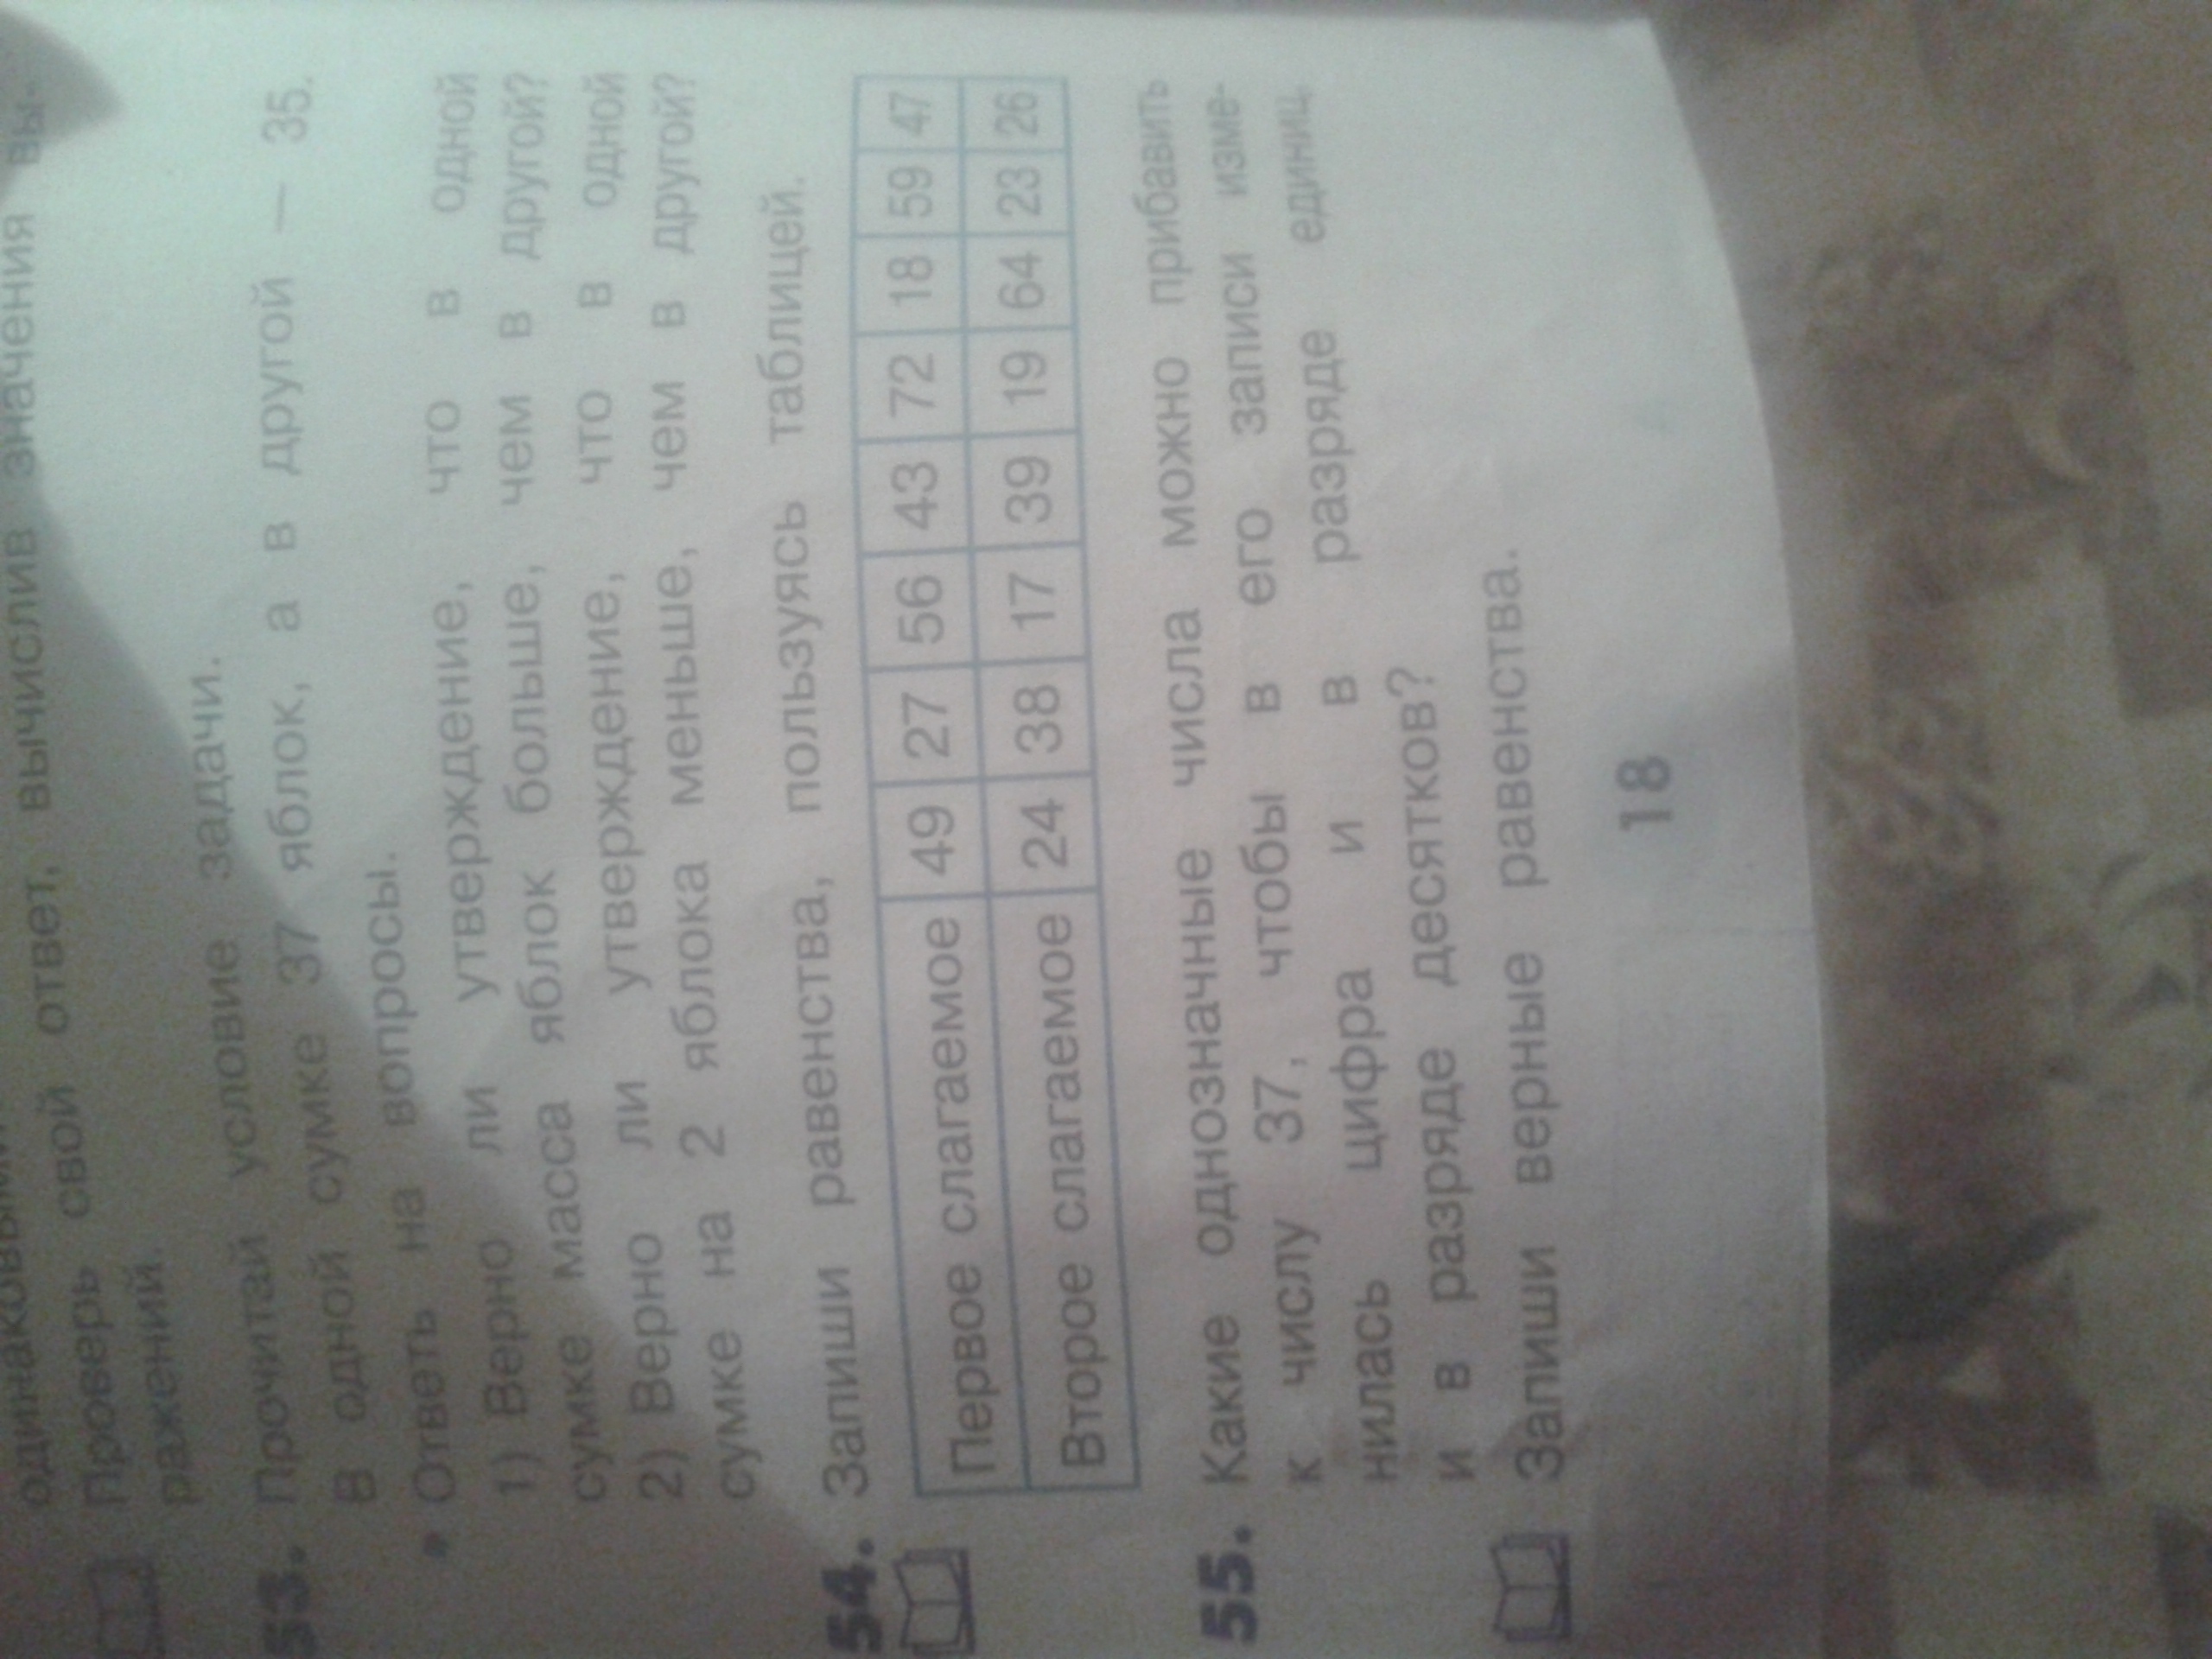 одинаковыми
Проверь свой ответ, вычислив значения вы-
ражений.
53. Прочитай условие задачи.
В одной сумке 37 яблок, а в другой — 35.
Ответь на вопросы.
1) Верно ли утверждение, что в одной
сумке масса яблок больше, чем в другой?
2) Верно ли утверждение, что в одной
сумке на 2 яблока меньше, чем в другой?
54. Запиши равенства, пользуясь таблицей.
Первое слагаемое 49 27 56 43 72 18 59 47
Второе слагаемое 24 38 17 39 19 64 23 26
55. Какие однозначные числа можно прибавить
к числу 37, чтобы в его записи изме-
нилась цифра и в разряде единиц
и в разряде десятков?
Запиши верные равенства.
18